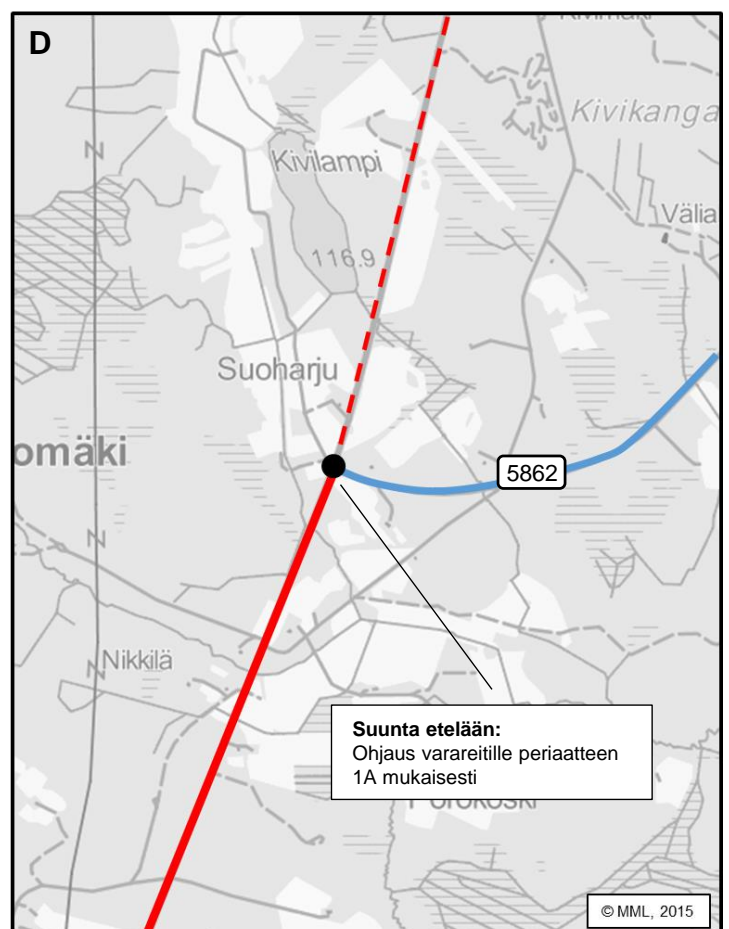 D
Kivikanga
Kivilampi
Välia
116.9
Suoharju
omäki
5862
Nikkilä
Suunta etelään:
Ohjaus varareitille periaatteen
1A mukaisesti
© MML, 2015